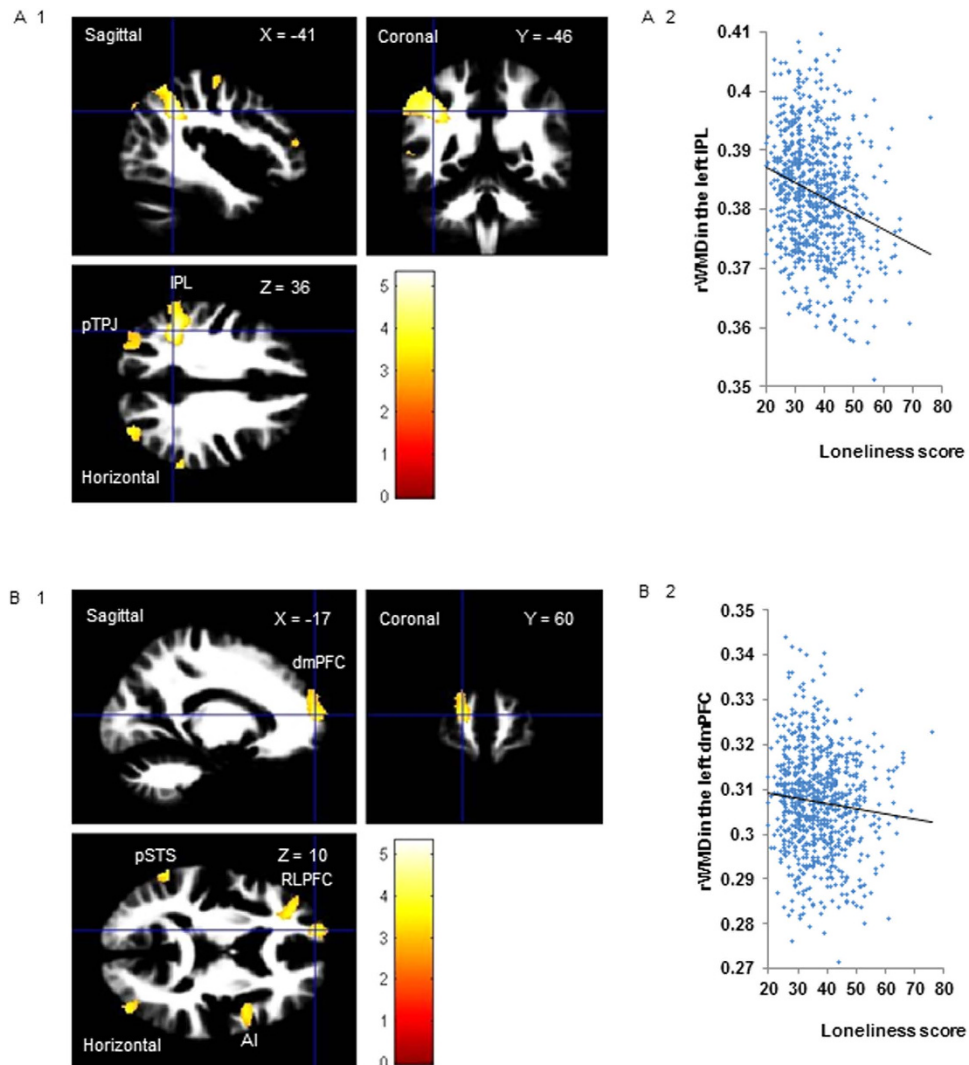 A 1
Sagittal X = -41
Coronal Y = -46
IPL Z = 36
pTPJ
Horizontal
5
4
3
2
1
0
A 2
0.41
0.4
0.39
0.38
0.37
0.36
0.35
rWMD in the left IPL
20 30 40 50 60 70 80
Loneliness score
B 1
Sagittal X = -17
dmPFC
Coronal Y = 60
pSTS Z = 10
RLPFC
Horizontal AI
5
4
3
2
1
0
B 2
0.35
0.34
0.33
0.32
0.31
0.3
0.29
0.28
0.27
rWMD in the left dmPFC
20 30 40 50 60 70 80
Loneliness score